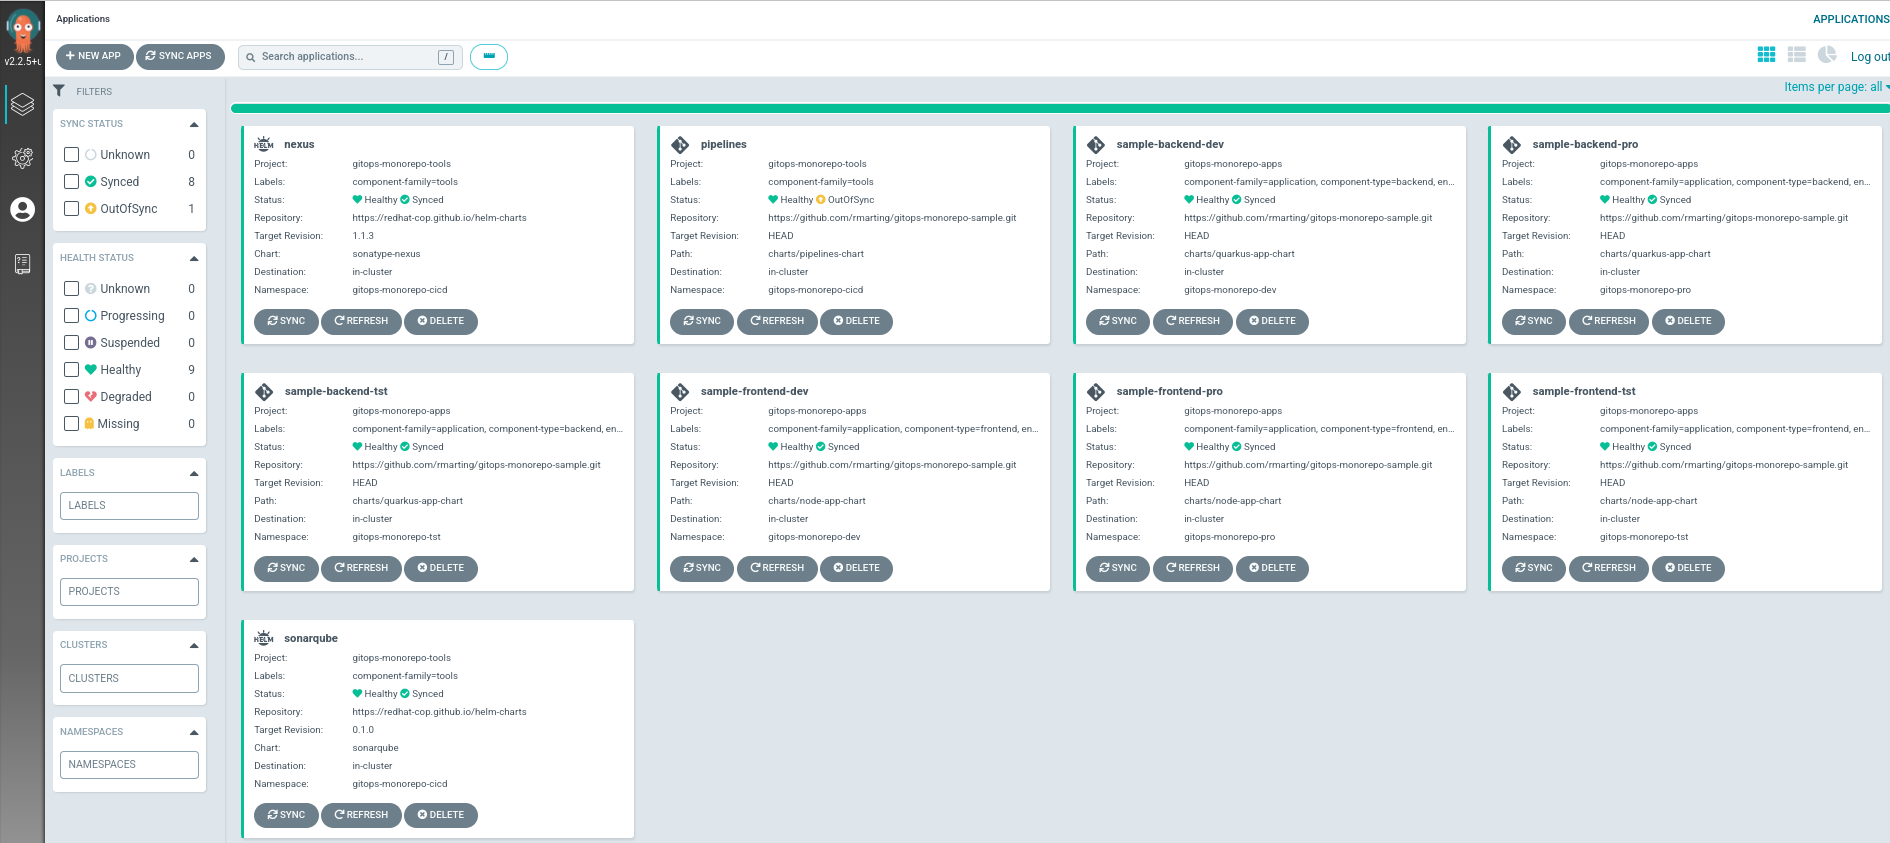 Applications
APPLICATIONS
v2.2.5+u
NEW APP
SYNC APPS
Search applications...
/
Log out
FILTERS
Items per page: all
SYNC STATUS
Unknown 0
Synced 8
OutOfSync 1
HEALTH STATUS
Unknown 0
Progressing 0
Suspended 0
Healthy 9
Degraded 0
Missing 0
LABELS
LABELS
PROJECTS
PROJECTS
CLUSTERS
CLUSTERS
NAMESPACES
NAMESPACES
HELM nexus
Project: gitops-monorepo-tools
Labels: component-family=tools
Status: Healthy Synced
Repository: https://redhat-cop.github.io/helm-charts
Target Revision: 1.1.3
Chart: sonatype-nexus
Destination: in-cluster
Namespace: gitops-monorepo-cicd
SYNC REFRESH DELETE
pipelines
Project: gitops-monorepo-tools
Labels: component-family=tools
Status: Healthy OutOfSync
Repository: https://github.com/rmarting/gitops-monorepo-sample.git
Target Revision: HEAD
Path: charts/pipelines-chart
Destination: in-cluster
Namespace: gitops-monorepo-cicd
SYNC REFRESH DELETE
sample-backend-dev
Project: gitops-monorepo-apps
Labels: component-family=application, component-type=backend, en...
Status: Healthy Synced
Repository: https://github.com/rmarting/gitops-monorepo-sample.git
Target Revision: HEAD
Path: charts/quarkus-app-chart
Destination: in-cluster
Namespace: gitops-monorepo-dev
SYNC REFRESH DELETE
sample-backend-pro
Project: gitops-monorepo-apps
Labels: component-family=application, component-type=backend, en...
Status: Healthy Synced
Repository: https://github.com/rmarting/gitops-monorepo-sample.git
Target Revision: HEAD
Path: charts/quarkus-app-chart
Destination: in-cluster
Namespace: gitops-monorepo-pro
SYNC REFRESH DELETE
sample-backend-tst
Project: gitops-monorepo-apps
Labels: component-family=application, component-type=backend, en...
Status: Healthy Synced
Repository: https://github.com/rmarting/gitops-monorepo-sample.git
Target Revision: HEAD
Path: charts/quarkus-app-chart
Destination: in-cluster
Namespace: gitops-monorepo-tst
SYNC REFRESH DELETE
sample-frontend-dev
Project: gitops-monorepo-apps
Labels: component-family=application, component-type=frontend, en...
Status: Healthy Synced
Repository: https://github.com/rmarting/gitops-monorepo-sample.git
Target Revision: HEAD
Path: charts/node-app-chart
Destination: in-cluster
Namespace: gitops-monorepo-dev
SYNC REFRESH DELETE
sample-frontend-pro
Project: gitops-monorepo-apps
Labels: component-family=application, component-type=frontend, en...
Status: Healthy Synced
Repository: https://github.com/rmarting/gitops-monorepo-sample.git
Target Revision: HEAD
Path: charts/node-app-chart
Destination: in-cluster
Namespace: gitops-monorepo-pro
SYNC REFRESH DELETE
sample-frontend-tst
Project: gitops-monorepo-apps
Labels: component-family=application, component-type=frontend, en...
Status: Healthy Synced
Repository: https://github.com/rmarting/gitops-monorepo-sample.git
Target Revision: HEAD
Path: charts/node-app-chart
Destination: in-cluster
Namespace: gitops-monorepo-tst
SYNC REFRESH DELETE
HELM sonarqube
Project: gitops-monorepo-tools
Labels: component-family=tools
Status: Healthy Synced
Repository: https://redhat-cop.github.io/helm-charts
Target Revision: 0.1.0
Chart: sonarqube
Destination: in-cluster
Namespace: gitops-monorepo-cicd
SYNC REFRESH DELETE